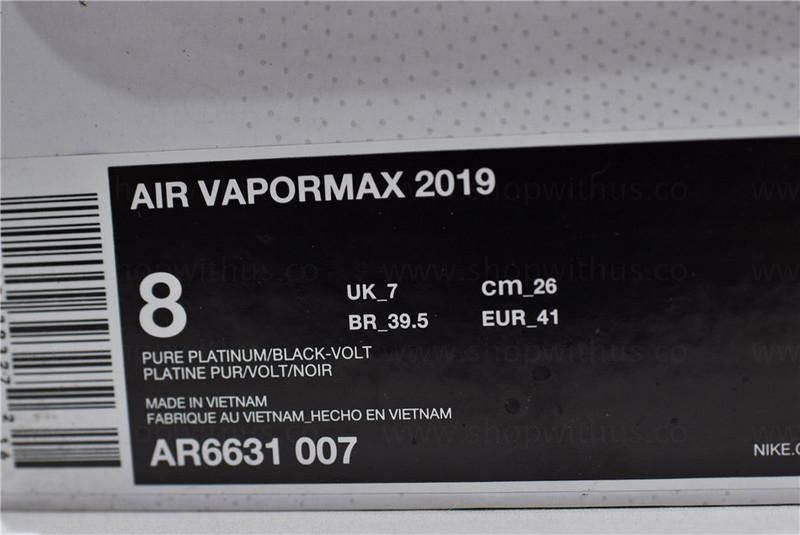 AIR VAPORMAX 2019
8
UK_7 cm_26
BR_39.5 EUR_41
PURE PLATINUM/BLACK-VOLT
PLATINE PUR/VOLT/NOIR
MADE IN VIETNAM
FABRIQUE AU VIETNAM_HECHO EN VIETNAM
AR6631 007
NIKE.C
www.shopwithus.co